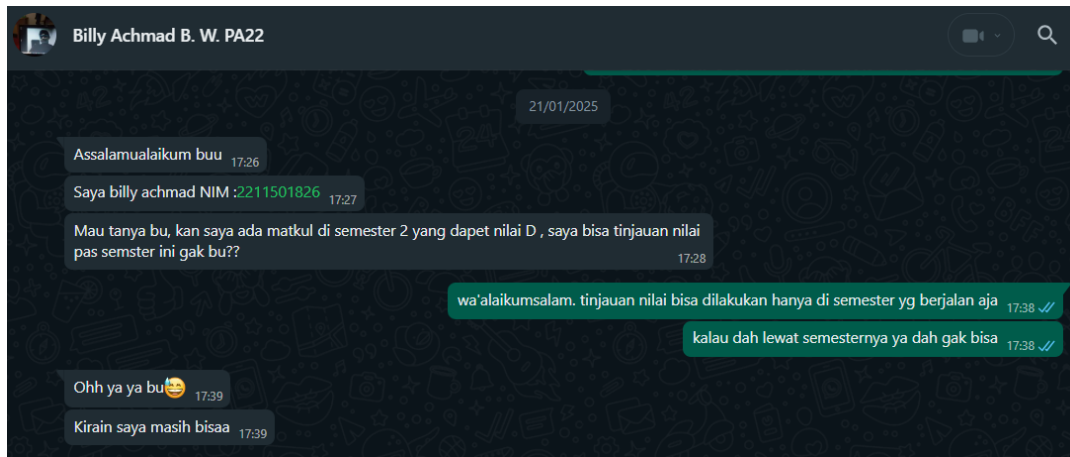 Billy Achmad B. W. PA22
21/01/2025
Assalamualaikum buu 17:26
Saya billy achmad NIM :2211501826 17:27
Mau tanya bu, kan saya ada matkul di semester 2 yang dapet nilai D , saya bisa tinjauan nilai
pas semster ini gak bu?? 17:28
wa'alaikumsalam. tinjauan nilai bisa dilakukan hanya di semester yg berjalan aja 17:38
kalau dah lewat semesternya ya dah gak bisa 17:38
Ohh ya ya bu😅 17:39
Kirain saya masih bisaa 17:39